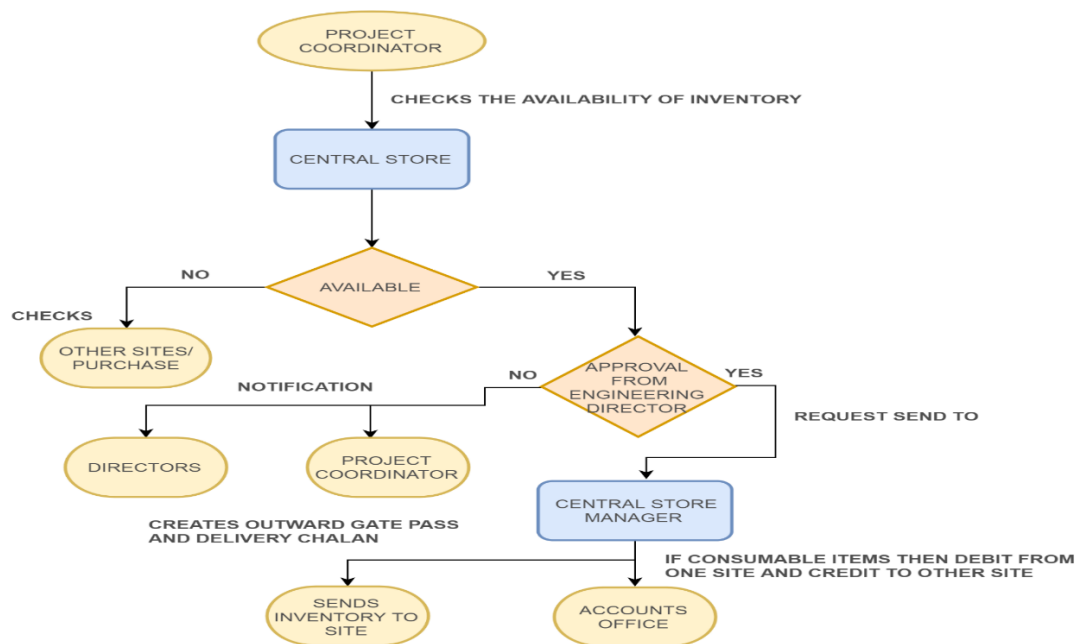 PROJECT
COORDINATOR
CHECKS THE AVAILABILITY OF INVENTORY
CENTRAL STORE
NO
YES
AVAILABLE
CHECKS
OTHER SITES/
PURCHASE
APPROVAL
FROM
ENGINEERING
DIRECTOR
NO
YES
NOTIFICATION
REQUEST SEND TO
DIRECTORS
PROJECT
COORDINATOR
CENTRAL STORE
MANAGER
CREATES OUTWARD GATE PASS
AND DELIVERY CHALAN
IF CONSUMABLE ITEMS THEN DEBIT FROM
ONE SITE AND CREDIT TO OTHER SITE
SENDS
INVENTORY TO
SITE
ACCOUNTS
OFFICE